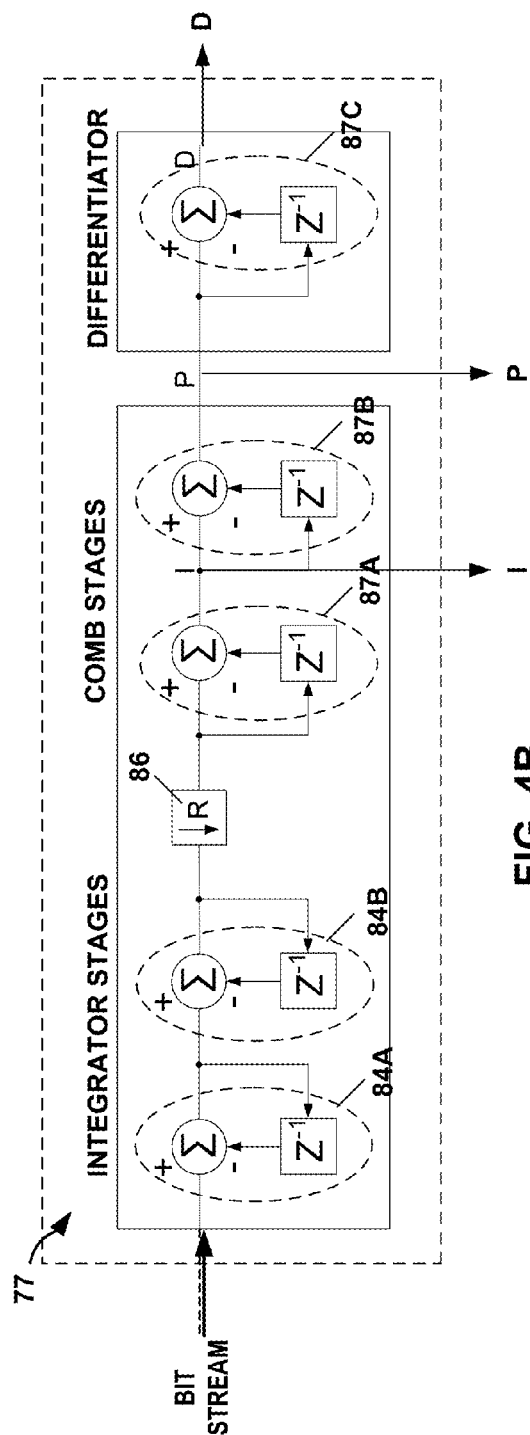 77
INTEGRATOR STAGES
COMB STAGES
DIFFERENTIATOR
BIT
STREAM
+
-
Σ
Z⁻¹
84A
+
-
Σ
Z⁻¹
84B
86
R
+
-
Σ
Z⁻¹
87A
I
I
+
-
Σ
Z⁻¹
87B
P
P
+
-
Σ
Z⁻¹
87C
D
D
FIG. 4B